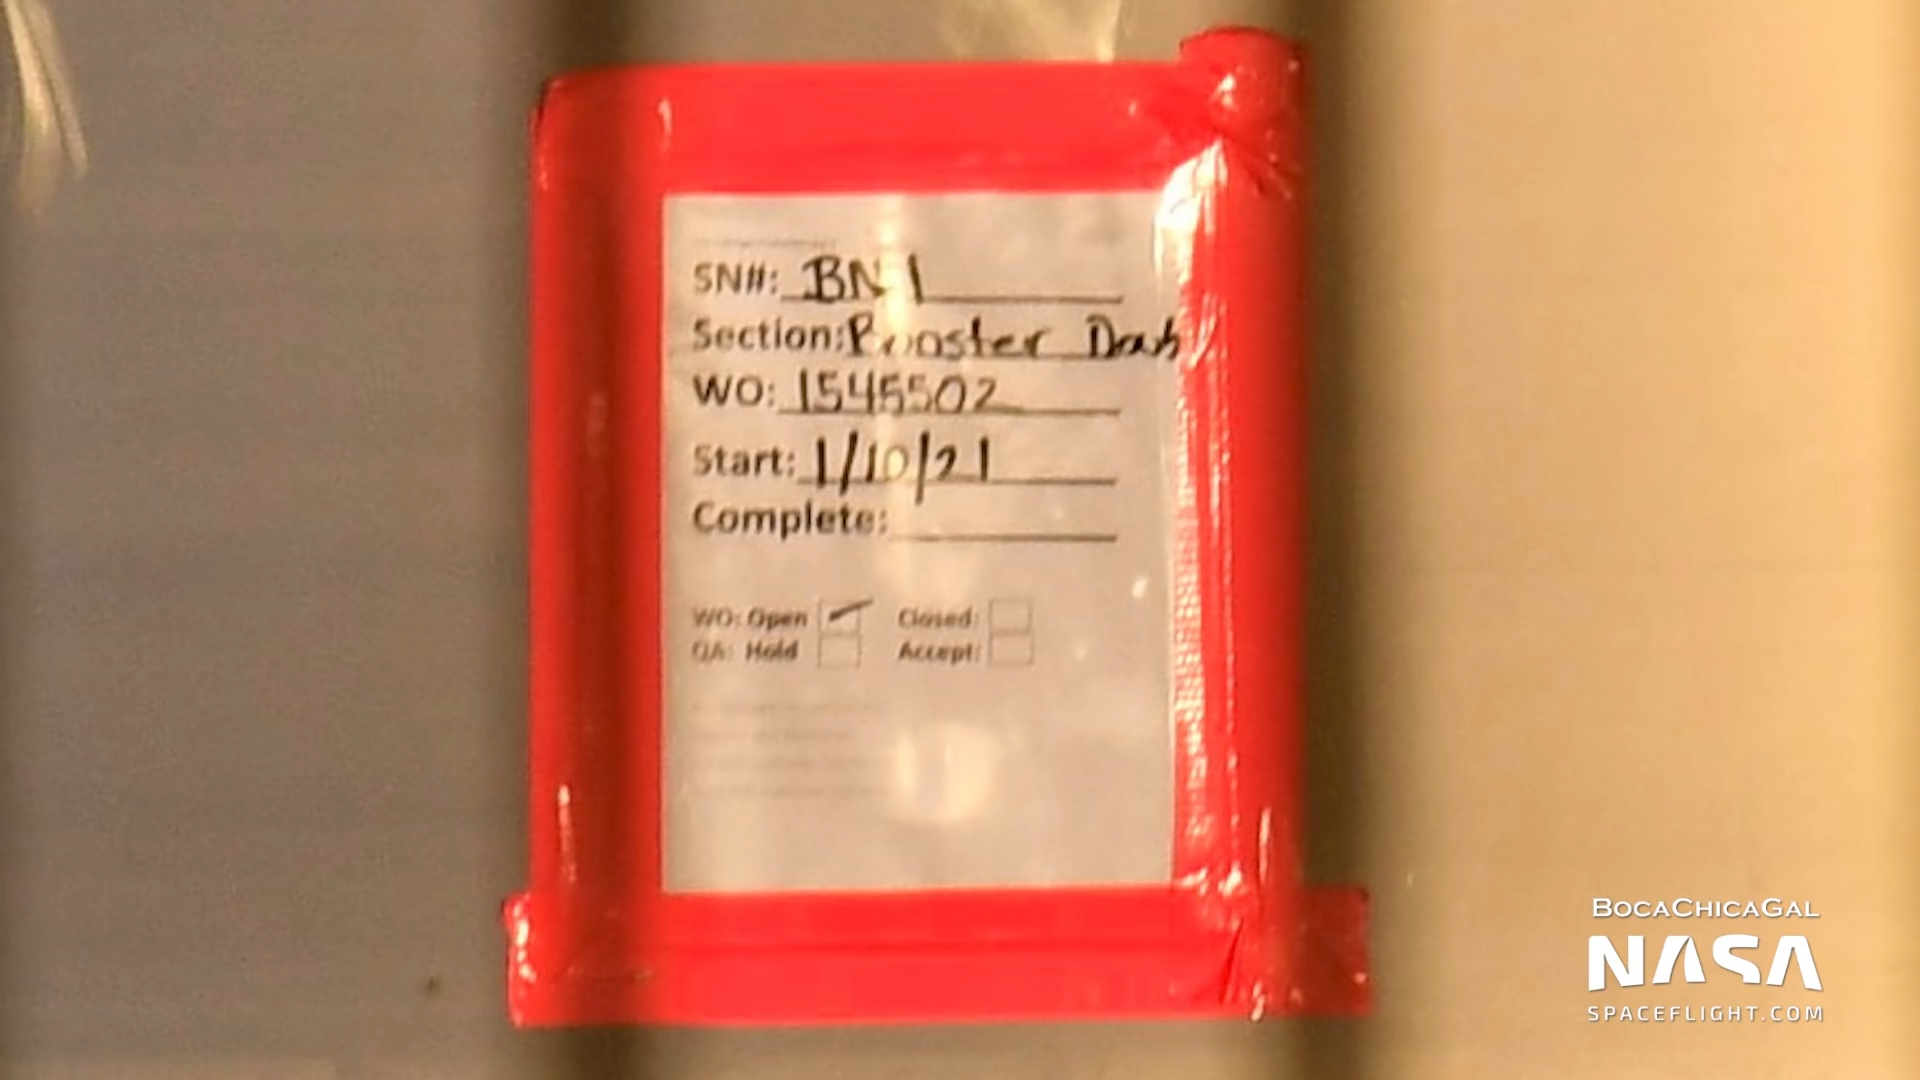 SN#: BN1
Section: Booster
WO: 1545502
Start: 1/10/21
Complete:
WO: Open Closed:
QA: Hold Accept:
BOCACHICAGAL
NASA
SPACEFLIGHT.COM